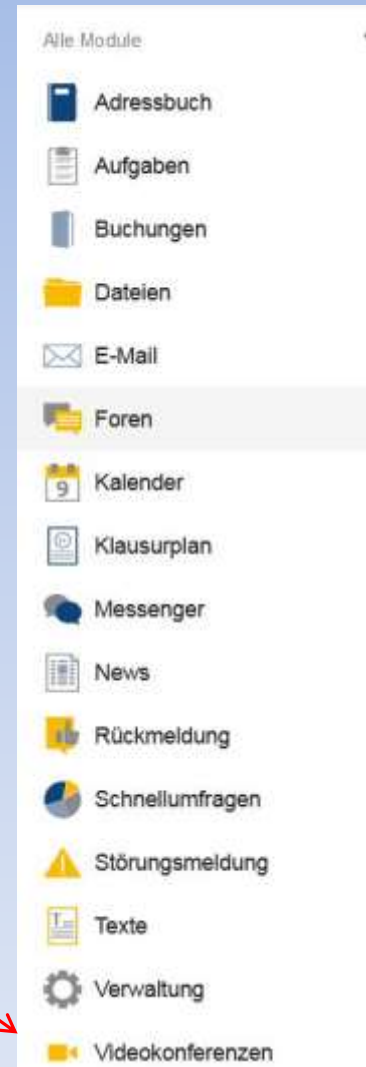 Alle Module
Adressbuch
Aufgaben
Buchungen
Dateien
E-Mail
Foren
9
Kalender
Klausurplan
Messenger
News
Rückmeldung
Schnellumfragen
Störungsmeldung
Texte
Verwaltung
Videokonferenzen